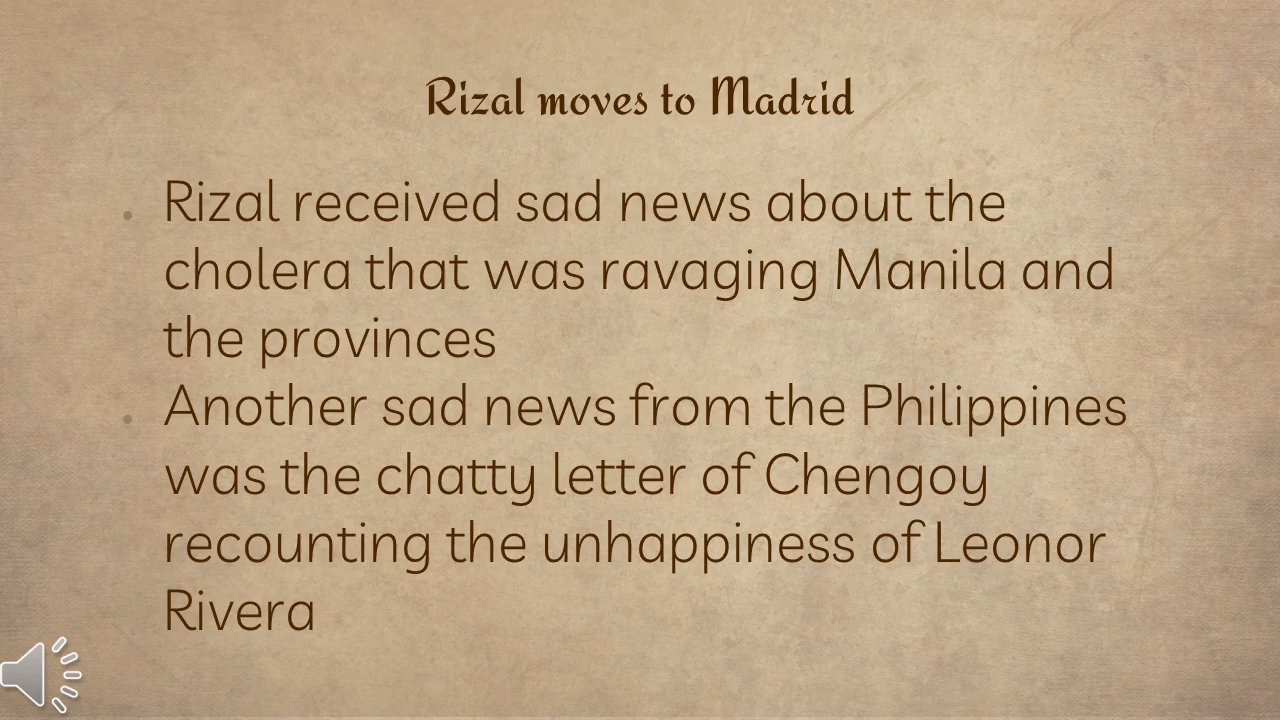 Rizal moves to Madrid
Rizal received sad news about the
cholera that was ravaging Manila and
the provinces
Another sad news from the Philippines
was the chatty letter of Chengoy
recounting the unhappiness of Leonor
Rivera